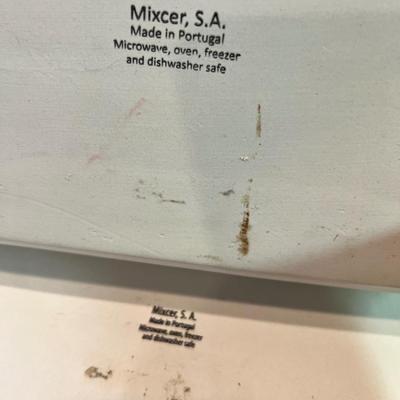 Mixcer, S.A.
Made in Portugal
Microwave, oven, freezer
and dishwasher safe
Mixcer, S. A.
Made in Portugal
Microwave, oven, freezer
and dishwasher safe